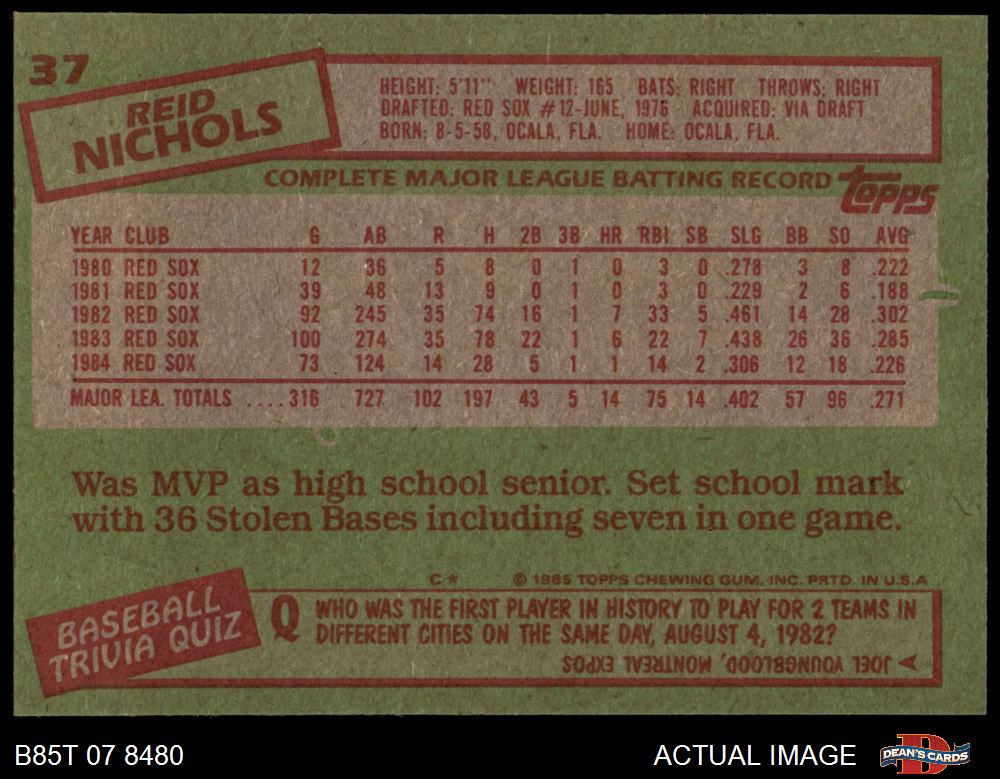 37
REID
NICHOLS
HEIGHT: 5'11" WEIGHT: 165 BATS: RIGHT THROWS: RIGHT
DRAFTED: RED SOX #12-JUNE, 1976 ACQUIRED: VIA DRAFT
BORN: 8-5-58, OCALA, FLA. HOME: OCALA, FLA.
COMPLETE MAJOR LEAGUE BATTING RECORD
topps
YEAR CLUB G AB R H 2B 3B HR RBI SB SLG BB SO AVG
1980 RED SOX 12 36 5 8 0 1 0 3 0 .278 3 8 .222
1981 RED SOX 39 48 13 9 0 1 0 3 0 .229 2 6 .188
1982 RED SOX 92 245 35 74 16 1 7 33 5 .461 14 28 .302
1983 RED SOX 100 274 35 78 22 1 6 22 7 .438 26 36 .285
1984 RED SOX 73 124 14 28 5 1 1 14 2 .306 12 18 .226
MAJOR LEA. TOTALS ....316 727 102 197 43 5 14 75 14 .402 57 96 .271
Was MVP as high school senior. Set school mark
with 36 Stolen Bases including seven in one game.
C* © 1985 TOPPS CHEWING GUM, INC. PRTD. IN U.S.A
BASEBALL
TRIVIA QUIZ
Q WHO WAS THE FIRST PLAYER IN HISTORY TO PLAY FOR 2 TEAMS IN
DIFFERENT CITIES ON THE SAME DAY, AUGUST 4, 1982?
JOEL YOUNGBLOOD, MONTREAL EXPOS
B85T 07 8480
ACTUAL IMAGE
D
DEAN'S CARDS